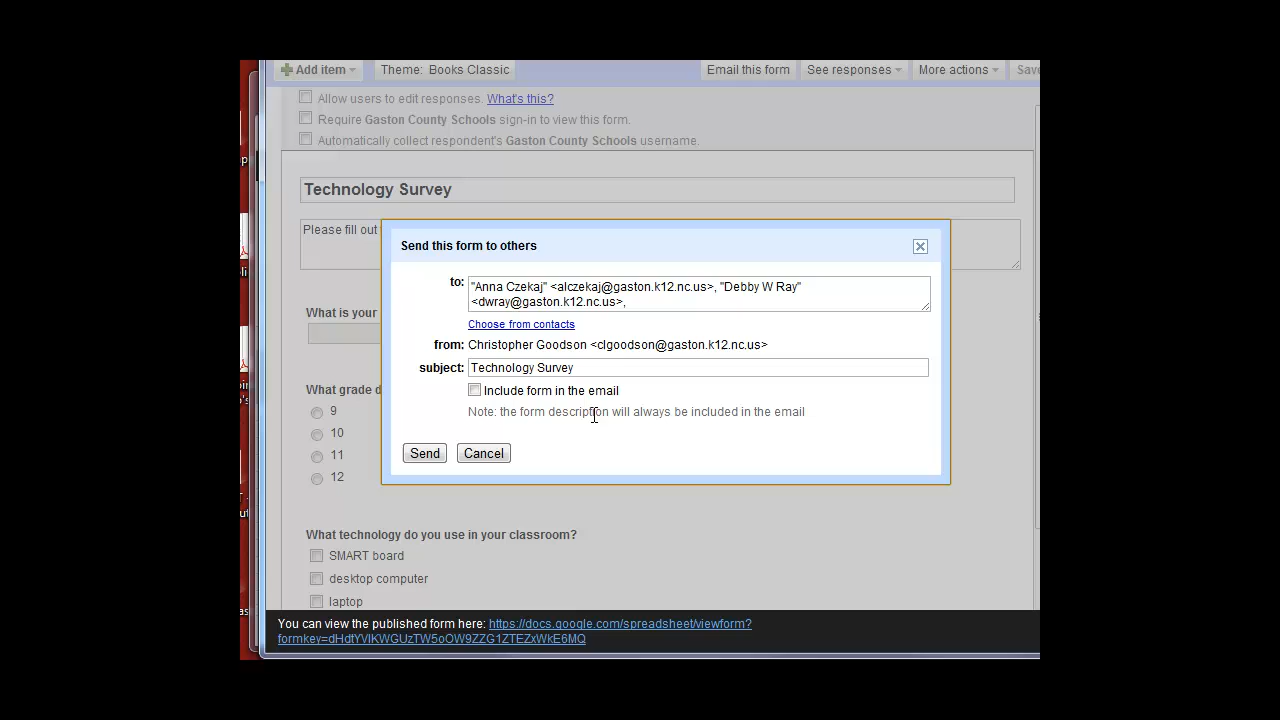 Add item
Theme: Books Classic
Email this form
See responses
More actions
Save
Allow users to edit responses. What's this?
Require Gaston County Schools sign-in to view this form.
Automatically collect respondent's Gaston County Schools username.
Technology Survey
Please fill out
Send this form to others
to: "Anna Czekaj" <alczekaj@gaston.k12.nc.us>, "Debby W Ray"
<dwray@gaston.k12.nc.us>,
Choose from contacts
from: Christopher Goodson <clgoodson@gaston.k12.nc.us>
subject: Technology Survey
Include form in the email
Note: the form description will always be included in the email
Send
Cancel
What is your
What grade d
9
10
11
12
What technology do you use in your classroom?
SMART board
desktop computer
laptop
You can view the published form here: https://docs.google.com/spreadsheet/viewform?
formkey=dHdtYVlKWGUzTW5oOW9ZZG1ZTEZxWkE6MQ